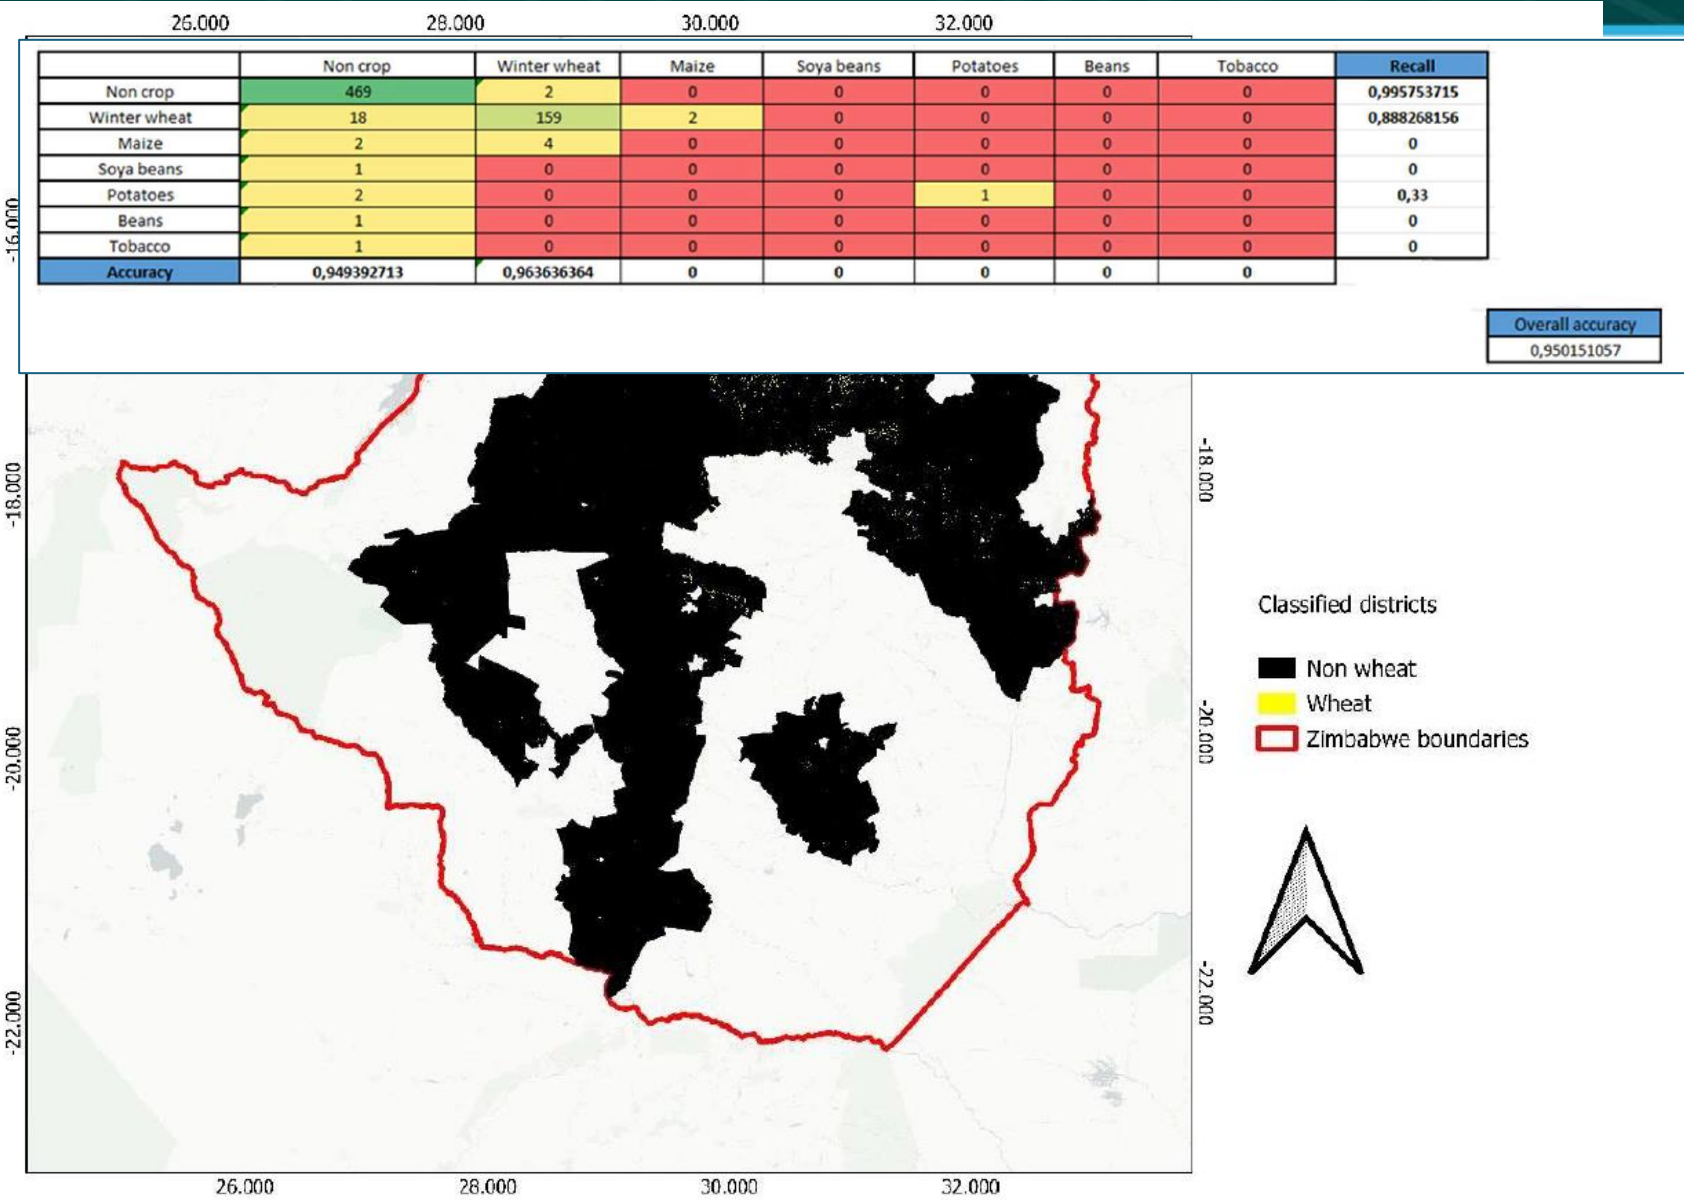 26.000 28.000 30.000 32.000
Non crop Winter wheat Maize Soya beans Potatoes Beans Tobacco Recall
Non crop 469 2 0 0 0 0 0 0,995753715
Winter wheat 18 159 2 0 0 0 0 0,888268156
Maize 2 4 0 0 0 0 0 0
Soya beans 1 0 0 0 0 0 0 0
Potatoes 2 0 0 0 1 0 0 0,33
Beans 1 0 0 0 0 0 0 0
Tobacco 1 0 0 0 0 0 0 0
Accuracy 0,949392713 0,963636364 0 0 0 0 0
Overall accuracy
0,950151057
-16.000
-18.000
-20.000
-22.000
-18.000
-20.000
-22.000
Classified districts
Non wheat
Wheat
Zimbabwe boundaries
26.000 28.000 30.000 32.000